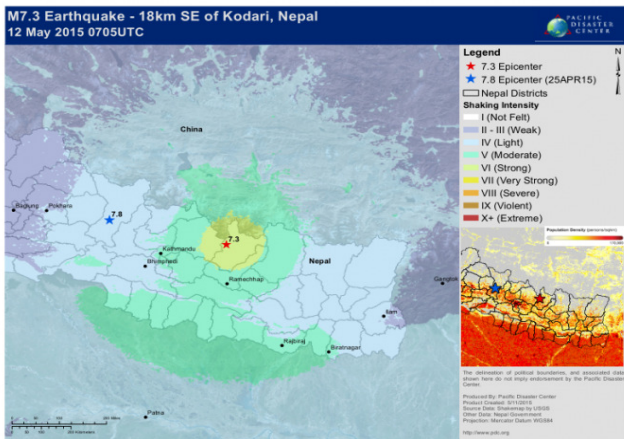 M7.3 Earthquake - 18km SE of Kodari, Nepal
12 May 2015 0705UTC
PACIFIC
DISASTER
CENTER
Legend
N
7.3 Epicenter
7.8 Epicenter (25APR15)
Nepal Districts
Shaking Intensity
I (Not Felt)
II - III (Weak)
IV (Light)
V (Moderate)
VI (Strong)
VII (Very Strong)
VIII (Severe)
IX (Violent)
X+ (Extreme)
China
7.8
7.3
Baglung
Pokhara
Kathmandu
Nepal
Ramechhap
Gangtok
Ilam
Rajbiraj
Biratnagar
Patna
Population Density
The delineation of political boundaries, and associated data
shown here do not imply endorsement by the Pacific Disaster
Center.
Produced By: Pacific Disaster Center
Product Created: 5/11/2015
Source Data: Shakemap by USGS
Other Data: Nepal Government
Projection: Mercator Datum WGS84
http://www.pdc.org